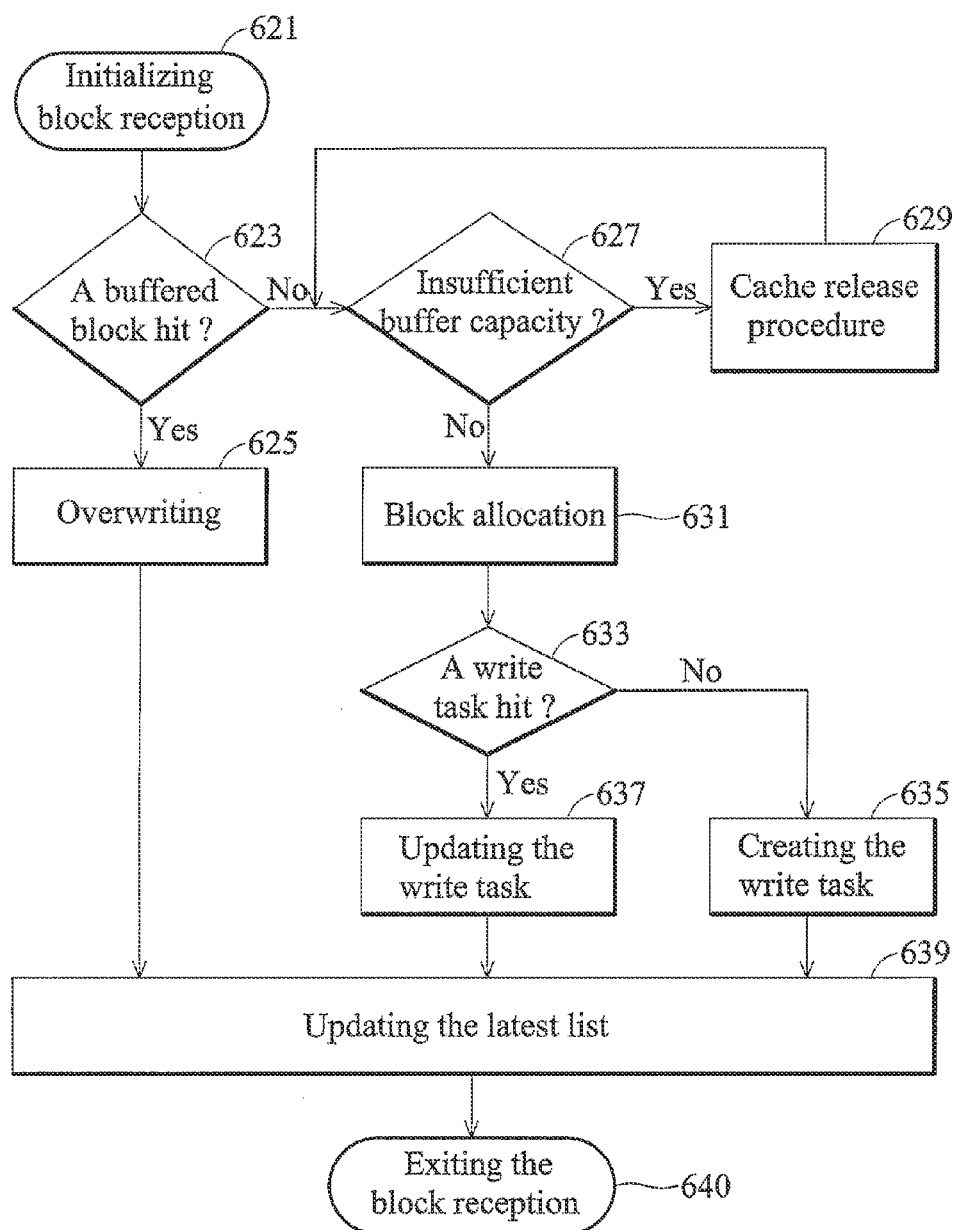 621
Initializing
block reception
623
A buffered
block hit ?
No
627
Insufficient
buffer capacity ?
Yes
629
Cache release
procedure
Yes
625
Overwriting
No
Block allocation
631
633
A write
task hit ?
No
Yes
637
Updating the
write task
635
Creating the
write task
639
Updating the latest list
Exiting the
block reception
640